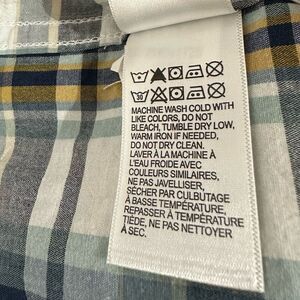 MACHINE WASH COLD WITH
LIKE COLORS, DO NOT
BLEACH, TUMBLE DRY LOW,
WARM IRON IF NEEDED,
DO NOT DRY CLEAN.
LAVER À LA MACHINE À
L'EAU FROIDE AVEC
COULEURS SIMILAIRES,
NE PAS JAVELLISER,
SÉCHER PAR CULBUTAGE
À BASSE TEMPÉRATURE,
REPASSER À TEMPÉRATURE
TIÈDE, NE PAS NETTOYER
À SEC.